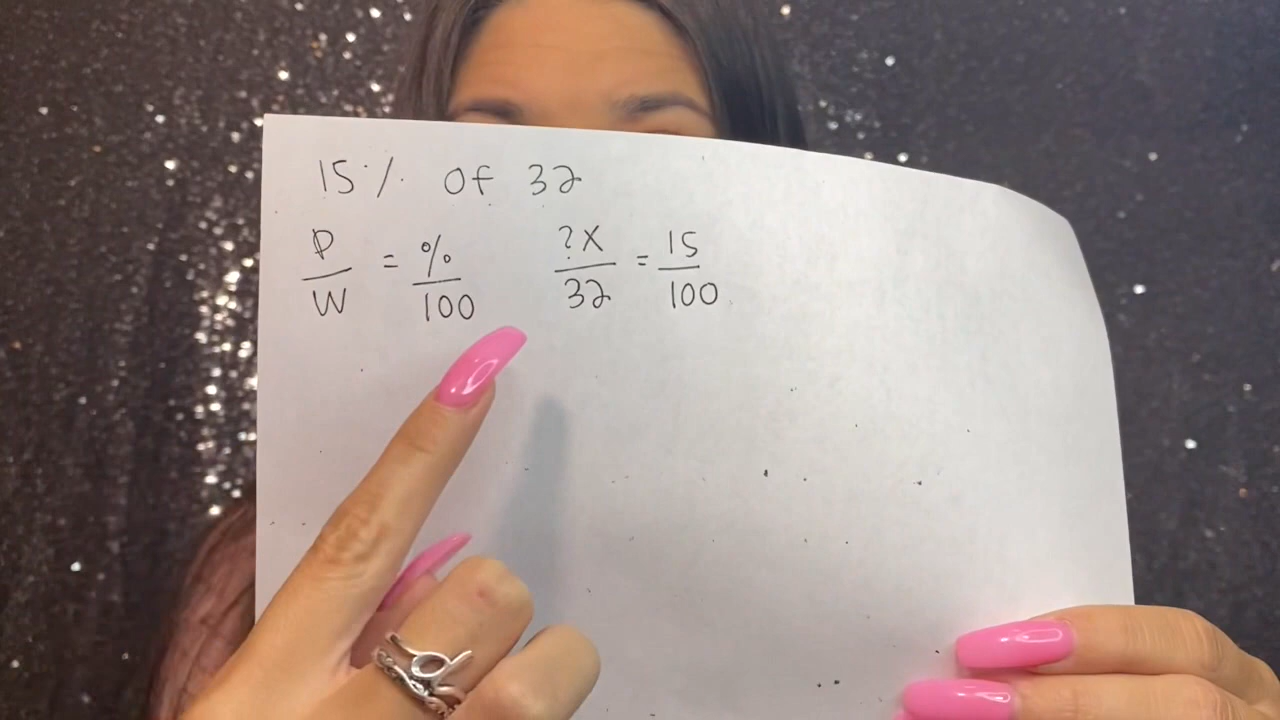 15% of 32
P/W = %/100
?X/32 = 15/100